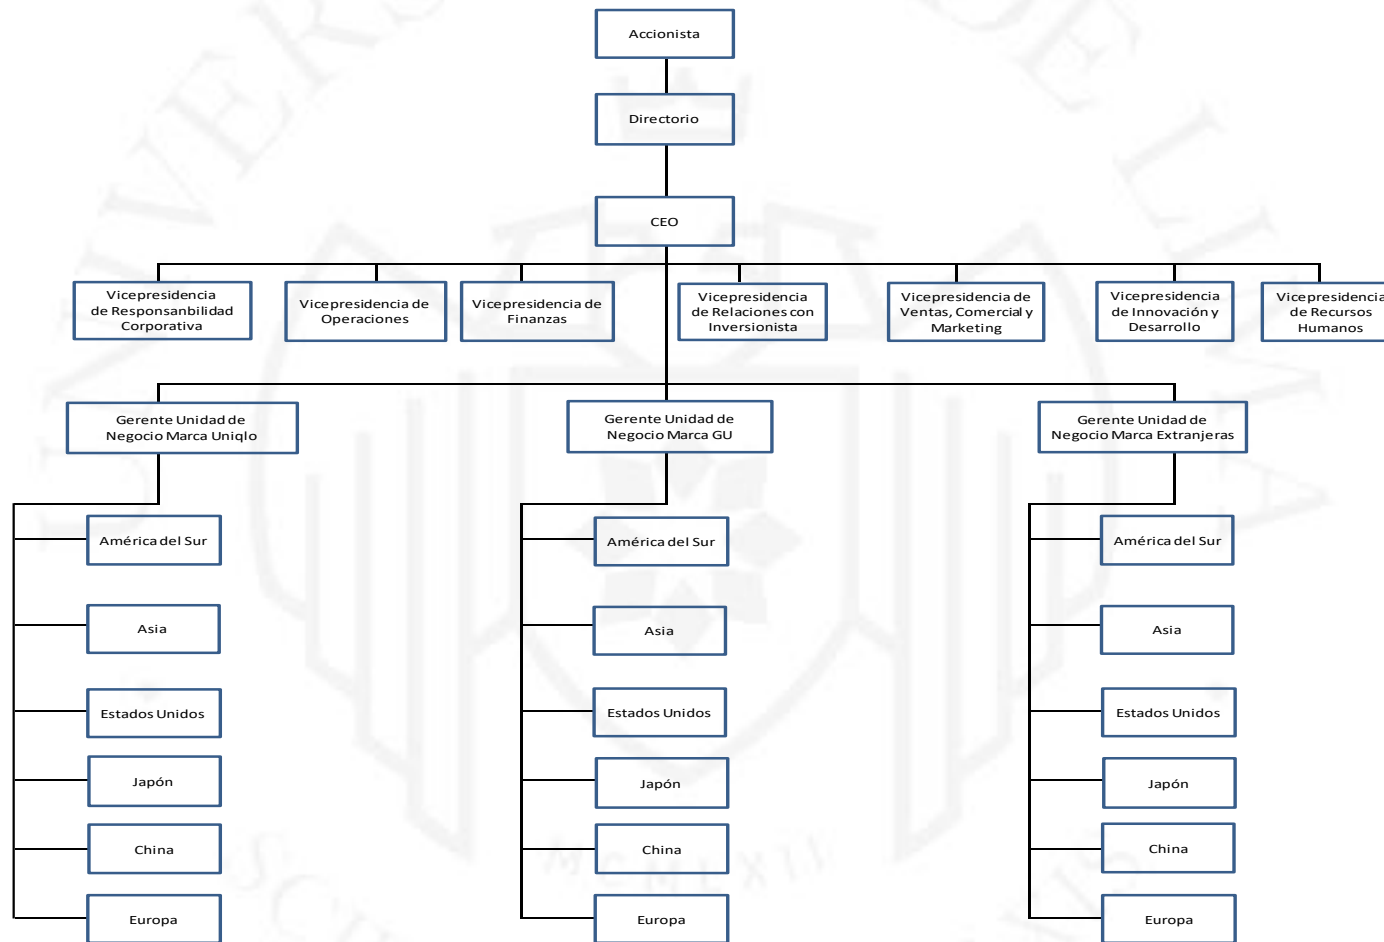 Accionista
Directorio
CEO
Vicepresidencia
de Responsanbilidad
Corporativa
Vicepresidencia de
Operaciones
Vicepresidencia de
Finanzas
Vicepresidencia
de Relaciones con
Inversionista
Vicepresidencia de
Ventas, Comercial y
Marketing
Vicepresidencia
de Innovación y
Desarrollo
Vicepresidencia
de Recursos
Humanos
Gerente Unidad de
Negocio Marca Uniqlo
Gerente Unidad de
Negocio Marca GU
Gerente Unidad de
Negocio Marca Extranjeras
América del Sur
Asia
Estados Unidos
Japón
China
Europa
América del Sur
Asia
Estados Unidos
Japón
China
Europa
América del Sur
Asia
Estados Unidos
Japón
China
Europa
MCMLXII